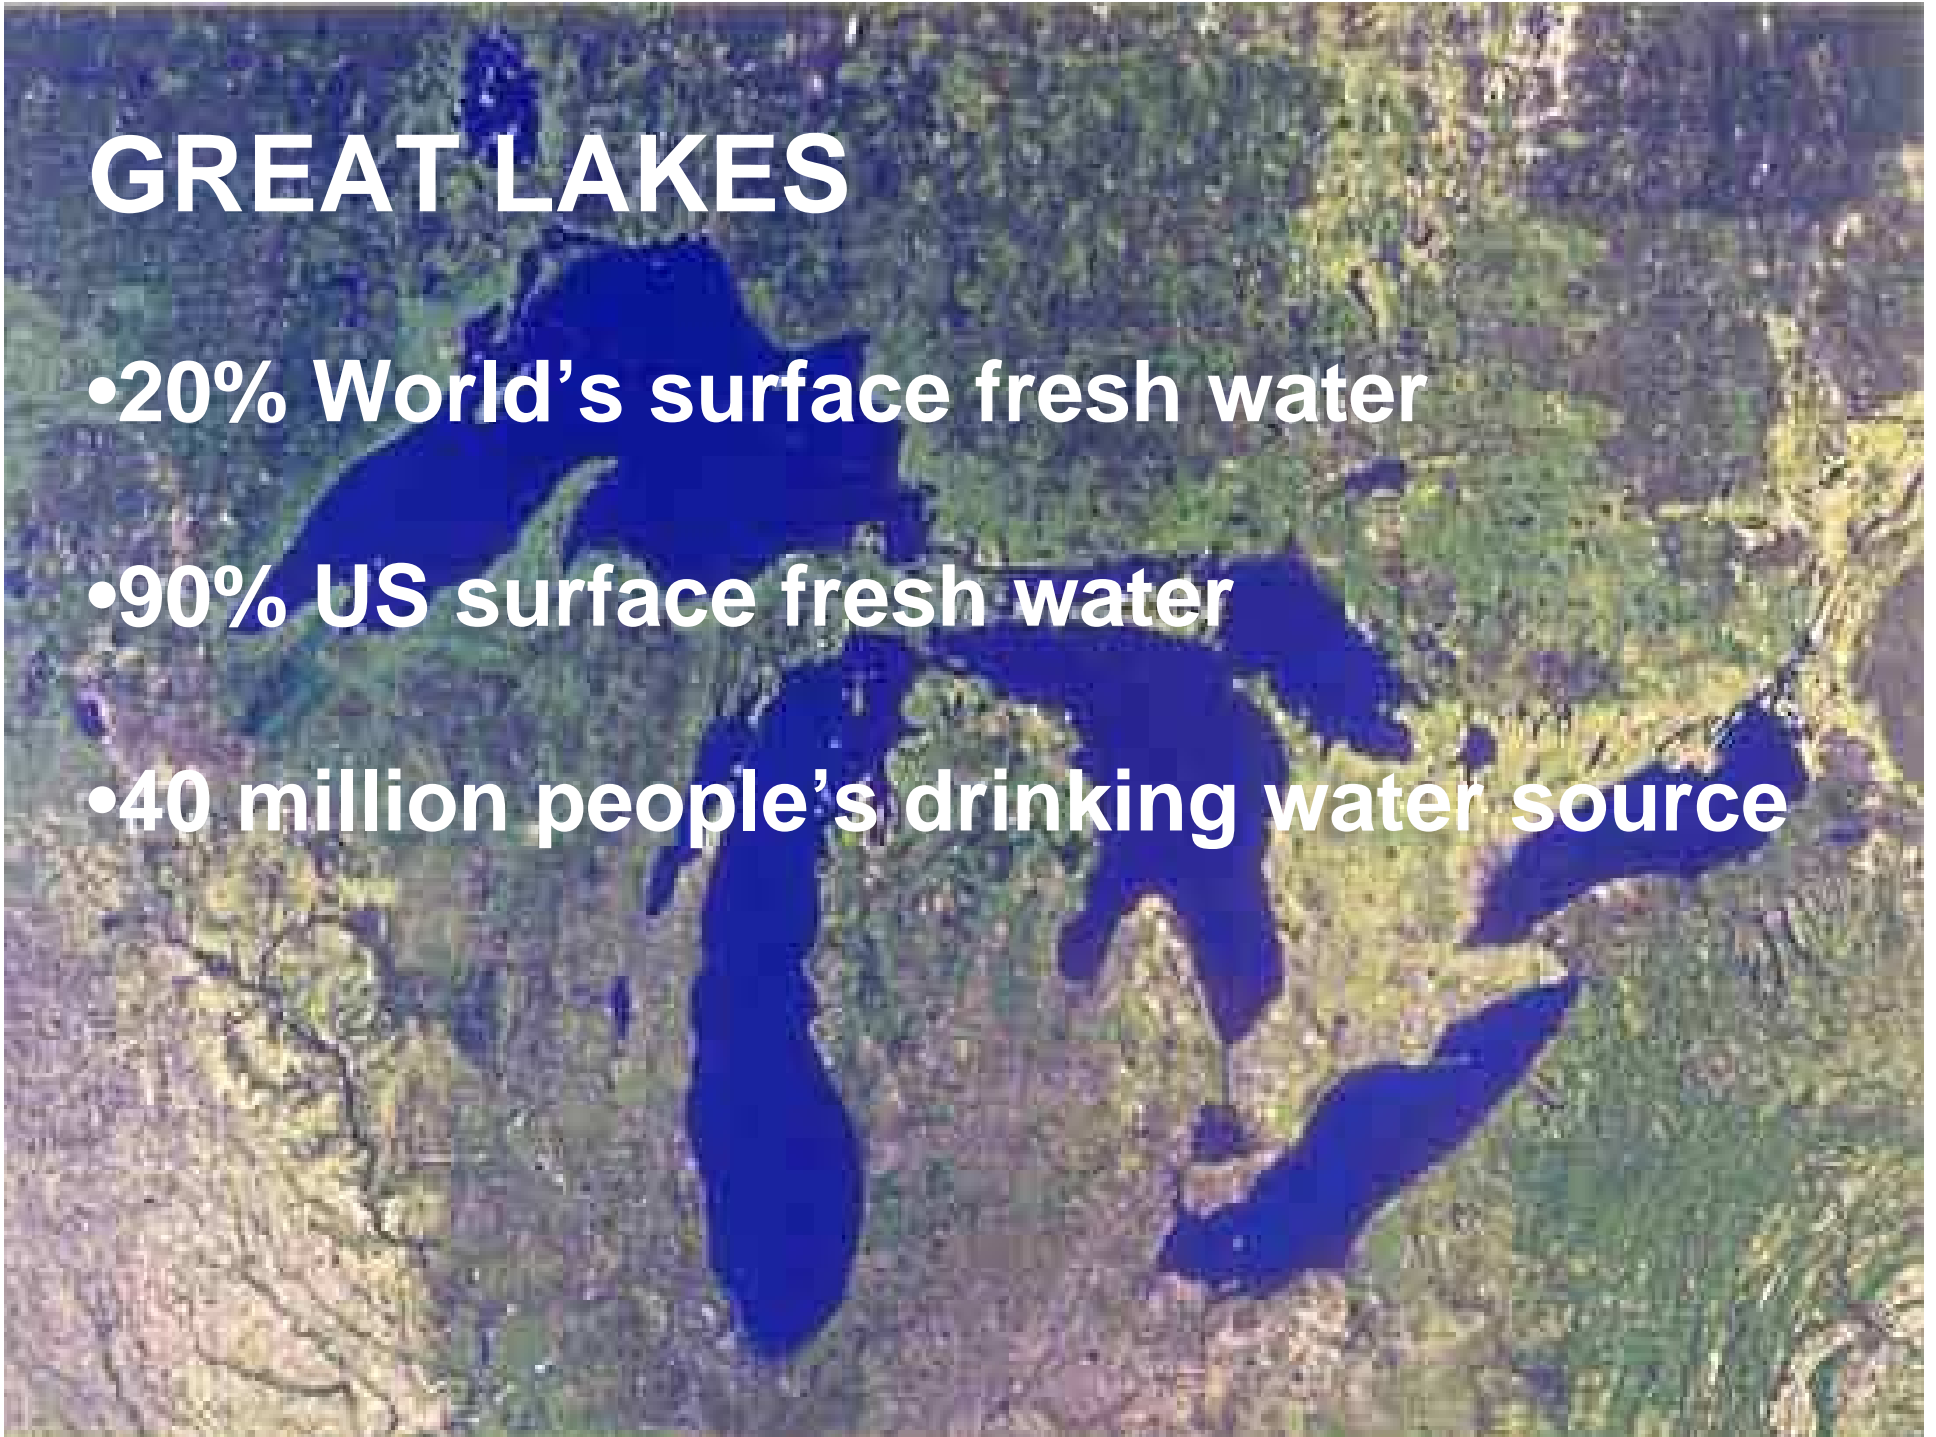 GREAT LAKES
•20% World’s surface fresh water
•90% US surface fresh water
•40 million people’s drinking water source